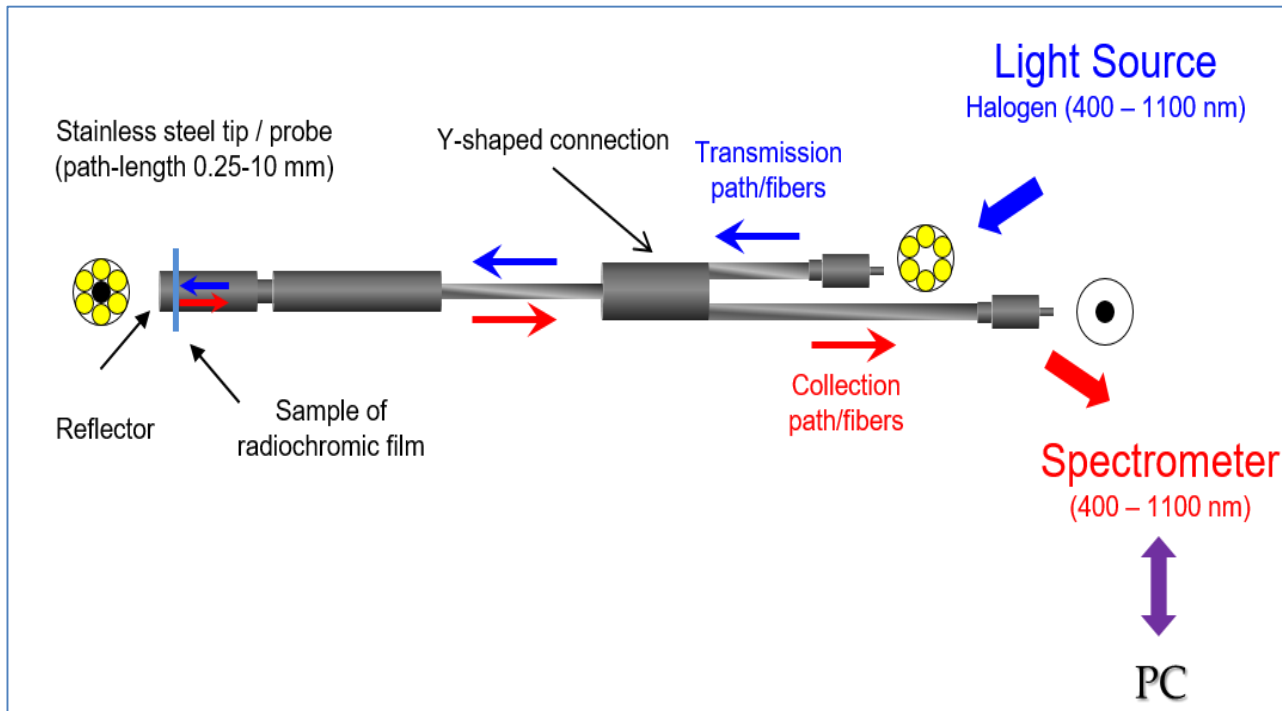 Light Source
Halogen (400 – 1100 nm)
Stainless steel tip / probe
(path-length 0.25-10 mm)
Y-shaped connection
Transmission
path/fibers
Reflector
Sample of
radiochromic film
Collection
path/fibers
Spectrometer
(400 – 1100 nm)
PC